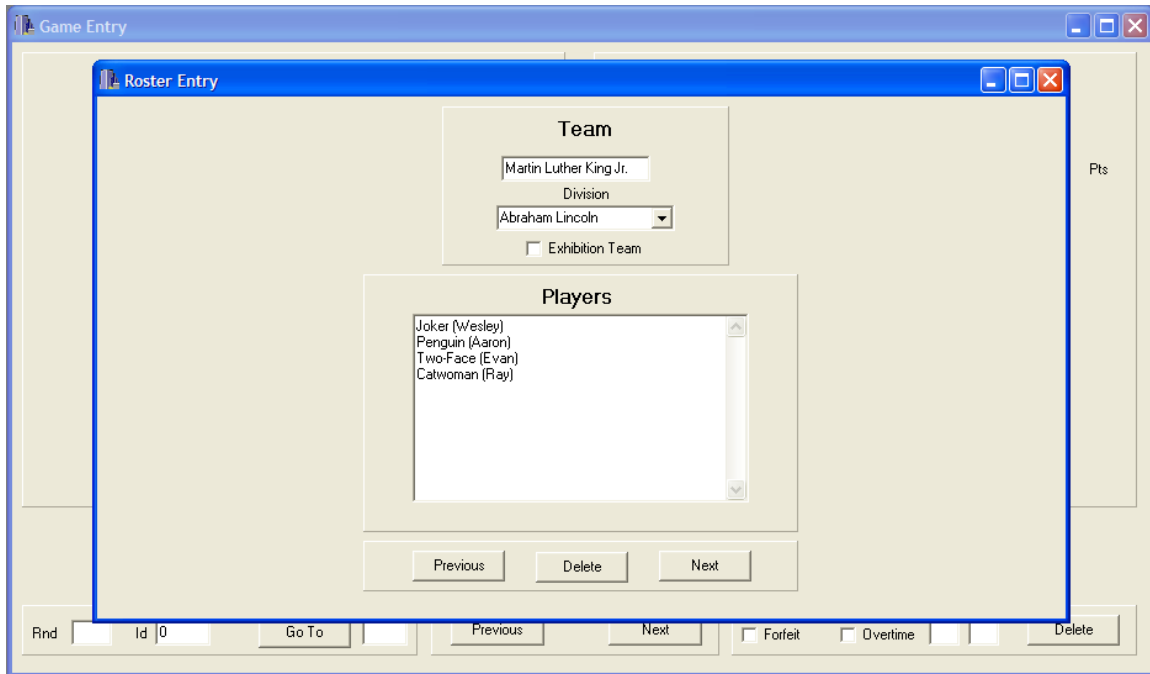 Game Entry
Roster Entry
Team
Martin Luther King Jr.
Pts
Division
Abraham Lincoln
Exhibition Team
Players
Joker (Wesley)
Penguin (Aaron)
Two-Face (Evan)
Catwoman (Ray)
Previous Delete Next
Rnd Id 0 Go To Previous Next Forfeit Overtime Delete